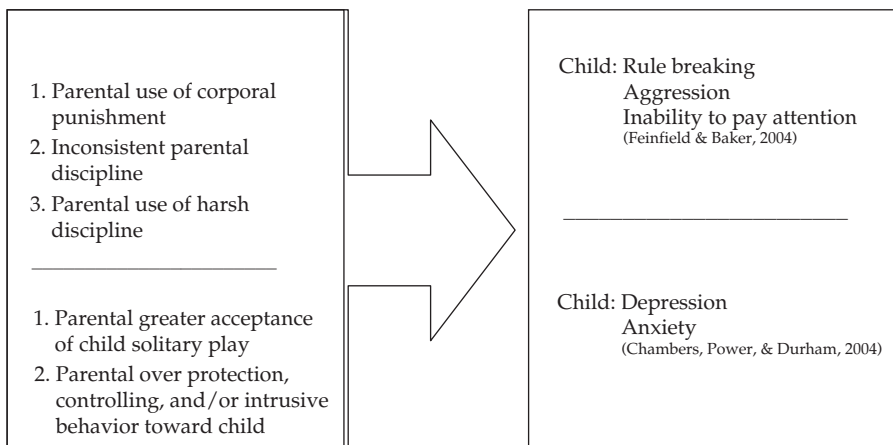 1. Parental use of corporal
punishment
2. Inconsistent parental
discipline
3. Parental use of harsh
discipline
1. Parental greater acceptance
of child solitary play
2. Parental over protection,
controlling, and/or intrusive
behavior toward child
Child: Rule breaking
Aggression
Inability to pay attention
(Feinfield & Baker, 2004)
Child: Depression
Anxiety
(Chambers, Power, & Durham, 2004)